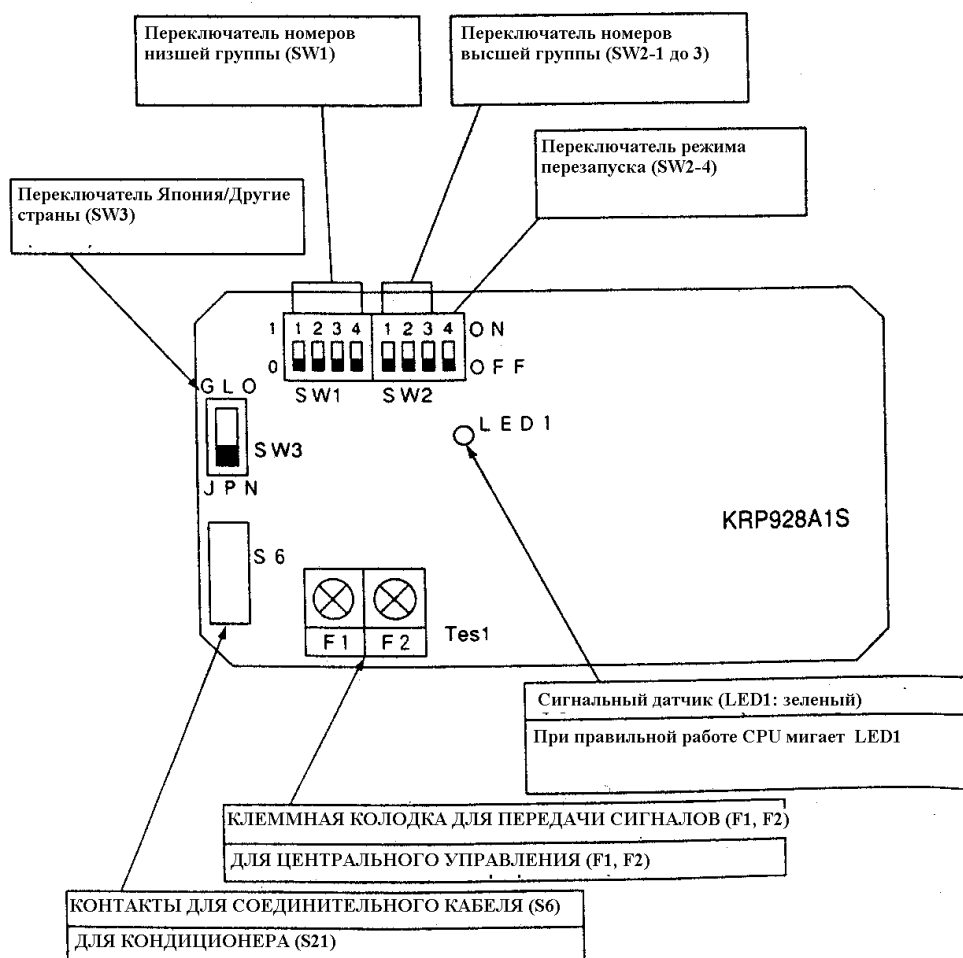 Переключатель номеров
низшей группы (SW1)
Переключатель номеров
высшей группы (SW2-1 до 3)
Переключатель режима
перезапуска (SW2-4)
Переключатель Япония/Другие
страны (SW3)
1 1 2 3 4 1 2 3 4 ON
0 OFF
SW1 SW2
GLO
LED1
SW3
JPN
KRP928A1S
S6
F1 F2 Tes1
Сигнальный датчик (LED1: зеленый)
При правильной работе CPU мигает LED1
КЛЕММНАЯ КОЛОДКА ДЛЯ ПЕРЕДАЧИ СИГНАЛОВ (F1, F2)
ДЛЯ ЦЕНТРАЛЬНОГО УПРАВЛЕНИЯ (F1, F2)
КОНТАКТЫ ДЛЯ СОЕДИНИТЕЛЬНОГО КАБЕЛЯ (S6)
ДЛЯ КОНДИЦИОНЕРА (S21)